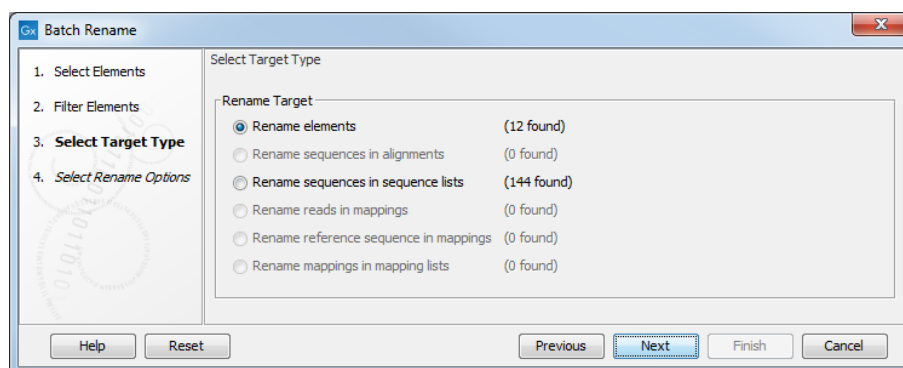 Gx Batch Rename
1. Select Elements
2. Filter Elements
3. Select Target Type
4. Select Rename Options
Select Target Type
Rename Target
Rename elements (12 found)
Rename sequences in alignments (0 found)
Rename sequences in sequence lists (144 found)
Rename reads in mappings (0 found)
Rename reference sequence in mappings (0 found)
Rename mappings in mapping lists (0 found)
Help Reset Previous Next Finish Cancel